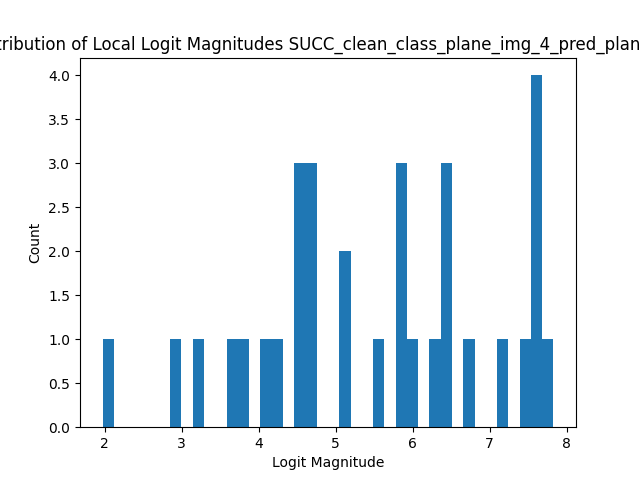 tribution of Local Logit Magnitudes SUCC_clean_class_plane_img_4_pred_plan
4.0
3.5
3.0
2.5
2.0
1.5
1.0
0.5
0.0
Count
2 3 4 5 6 7 8
Logit Magnitude